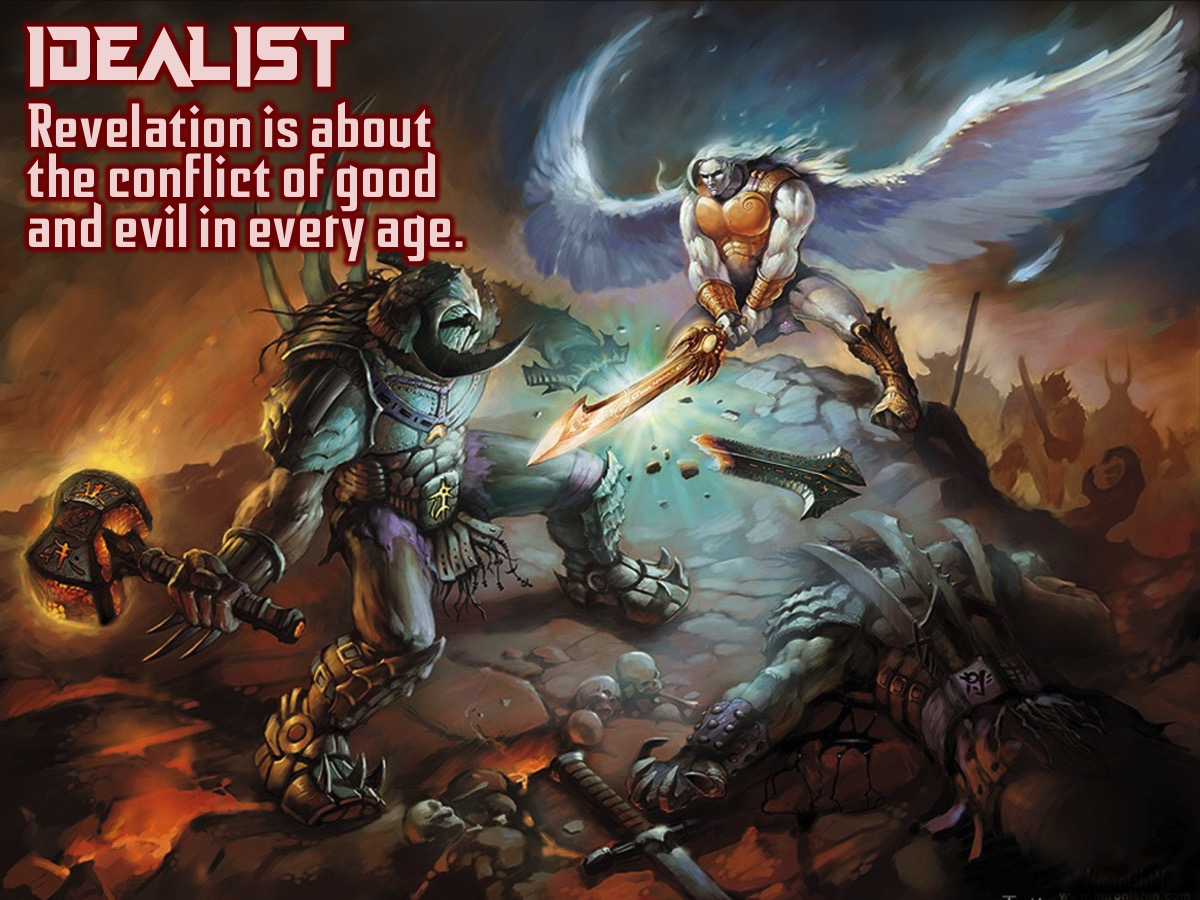 IDEALIST
Revelation is about
the conflict of good
and evil in every age.